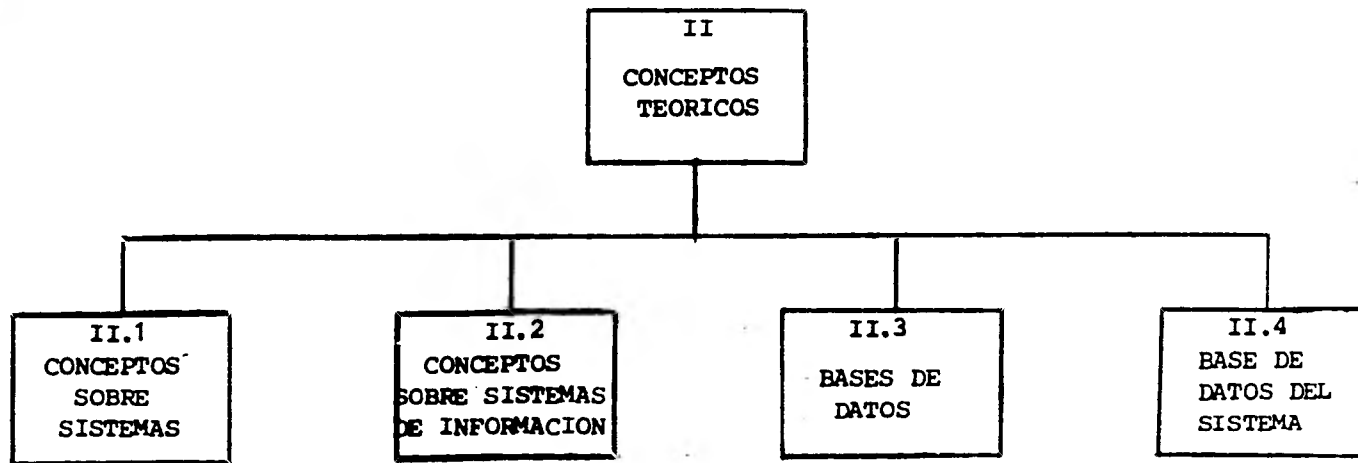 II
CONCEPTOS
TEORICOS
II.1
CONCEPTOS
SOBRE
SISTEMAS
II.2
CONCEPTOS
SOBRE SISTEMAS
DE INFORMACION
II.3
BASES DE
DATOS
II.4
BASE DE
DATOS DEL
SISTEMA